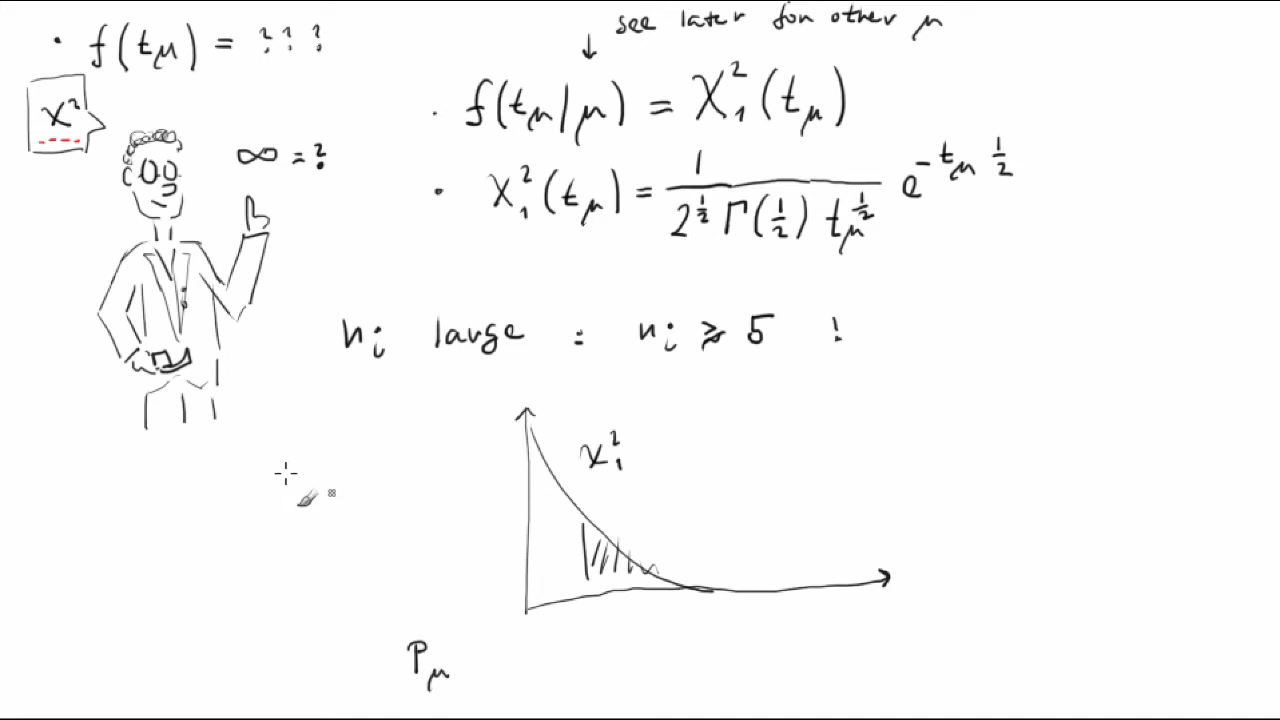 · f(tμ) = ? ? ?
see later for other μ
↓
χ²
∞ = ?
· f(tμ|μ) = χ²₁(tμ)
· χ²₁(tμ) = 1 / (2^½ Γ(½) tμ^½) e^(-tμ ½)
ni large : ni ⩾ 5 !
χ²₁
Pμ